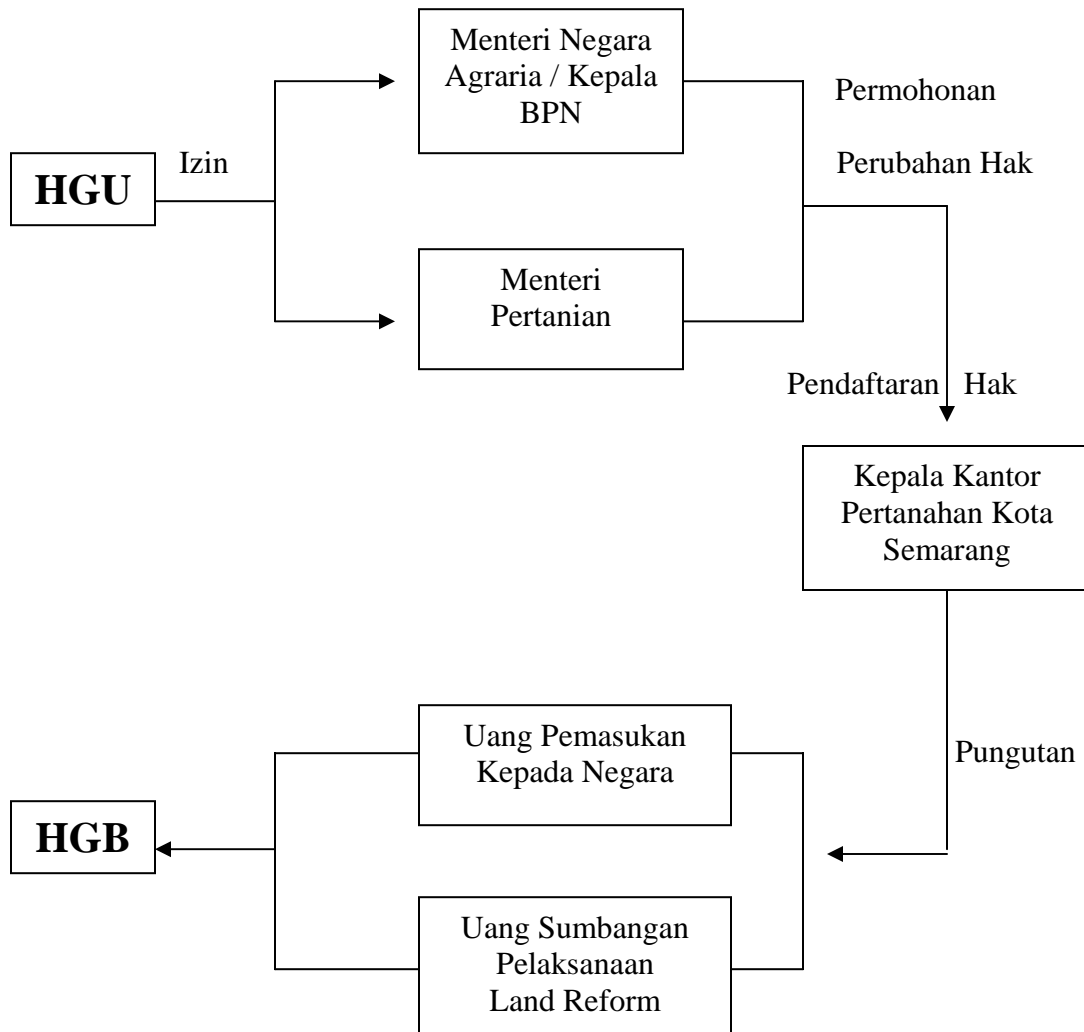 Menteri Negara
Agraria / Kepala
BPN
Permohonan
Izin
Perubahan Hak
HGU
Menteri
Pertanian
Pendaftaran Hak
Kepala Kantor
Pertanahan Kota
Semarang
Uang Pemasukan
Kepada Negara
Pungutan
HGB
Uang Sumbangan
Pelaksanaan
Land Reform